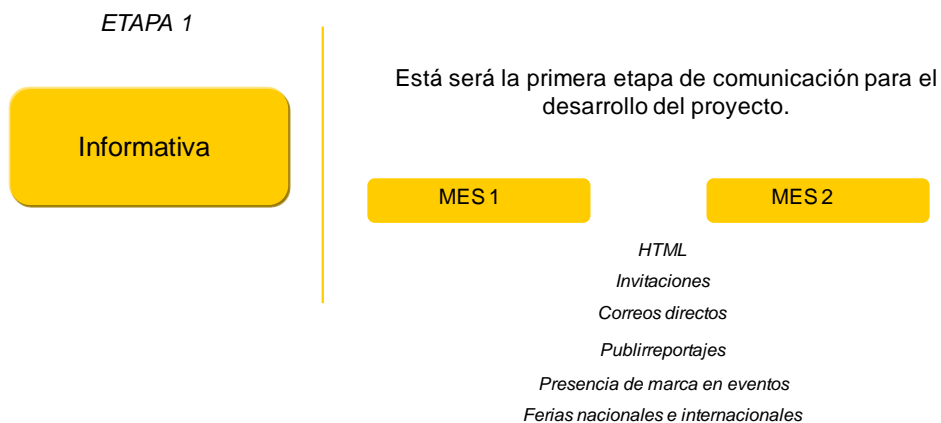 ETAPA 1
Informativa
Está será la primera etapa de comunicación para el
desarrollo del proyecto.
MES 1
MES 2
HTML
Invitaciones
Correos directos
Publirreportajes
Presencia de marca en eventos
Ferias nacionales e internacionales